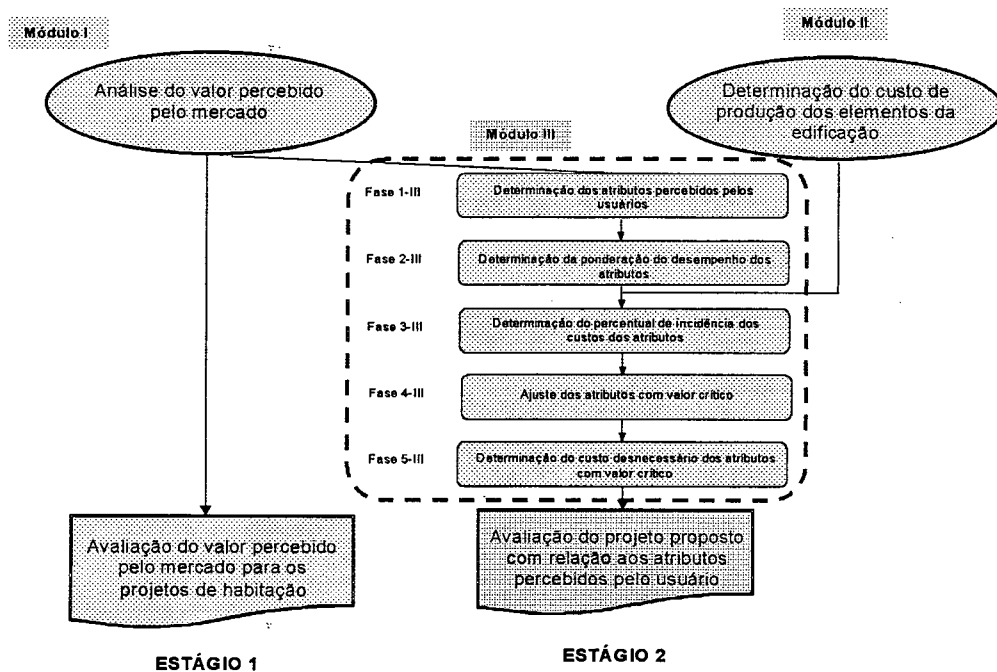 Módulo I
Módulo II
Análise do valor percebido
pelo mercado
Determinação do custo de
produção dos elementos da
edificação
Módulo III
Fase 1-III
Determinação dos atributos percebidos pelos
usuários
Fase 2-III
Determinação da ponderação do desempenho dos
atributos
Fase 3-III
Determinação do percentual de incidência dos
custos dos atributos
Fase 4-III
Ajuste dos atributos com valor crítico
Fase 5-III
Determinação do custo desnecessário dos atributos
com valor crítico
Avaliação do valor percebido
pelo mercado para os
projetos de habitação
Avaliação do projeto proposto
com relação aos atributos
percebidos pelo usuário
ESTÁGIO 1
ESTÁGIO 2